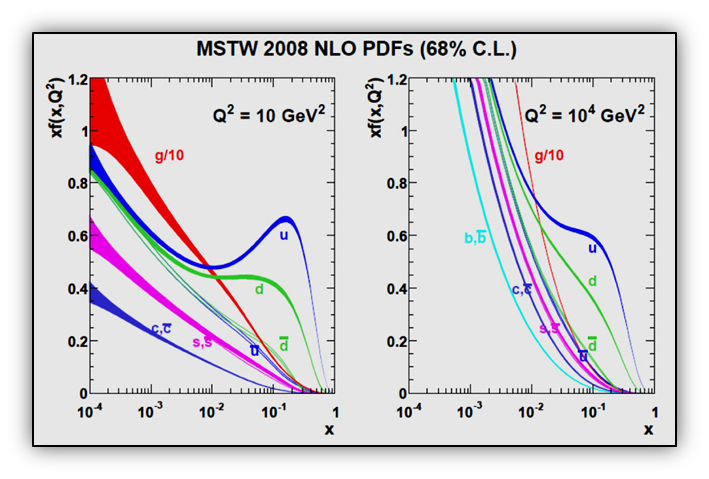 MSTW 2008 NLO PDFs (68% C.L.)
xf(x,Q²)
1.2
1
0.8
0.6
0.4
0.2
0
Q² = 10 GeV²
g/10
u
d
c,c̅
s,s̅
u̅
d̅
10⁻⁴ 10⁻³ 10⁻² 10⁻¹ 1
x
xf(x,Q²)
1.2
1
0.8
0.6
0.4
0.2
0
Q² = 10⁴ GeV²
g/10
b,b̅
u
d
c,c̅
s,s̅
u̅
d̅
10⁻⁴ 10⁻³ 10⁻² 10⁻¹ 1
x